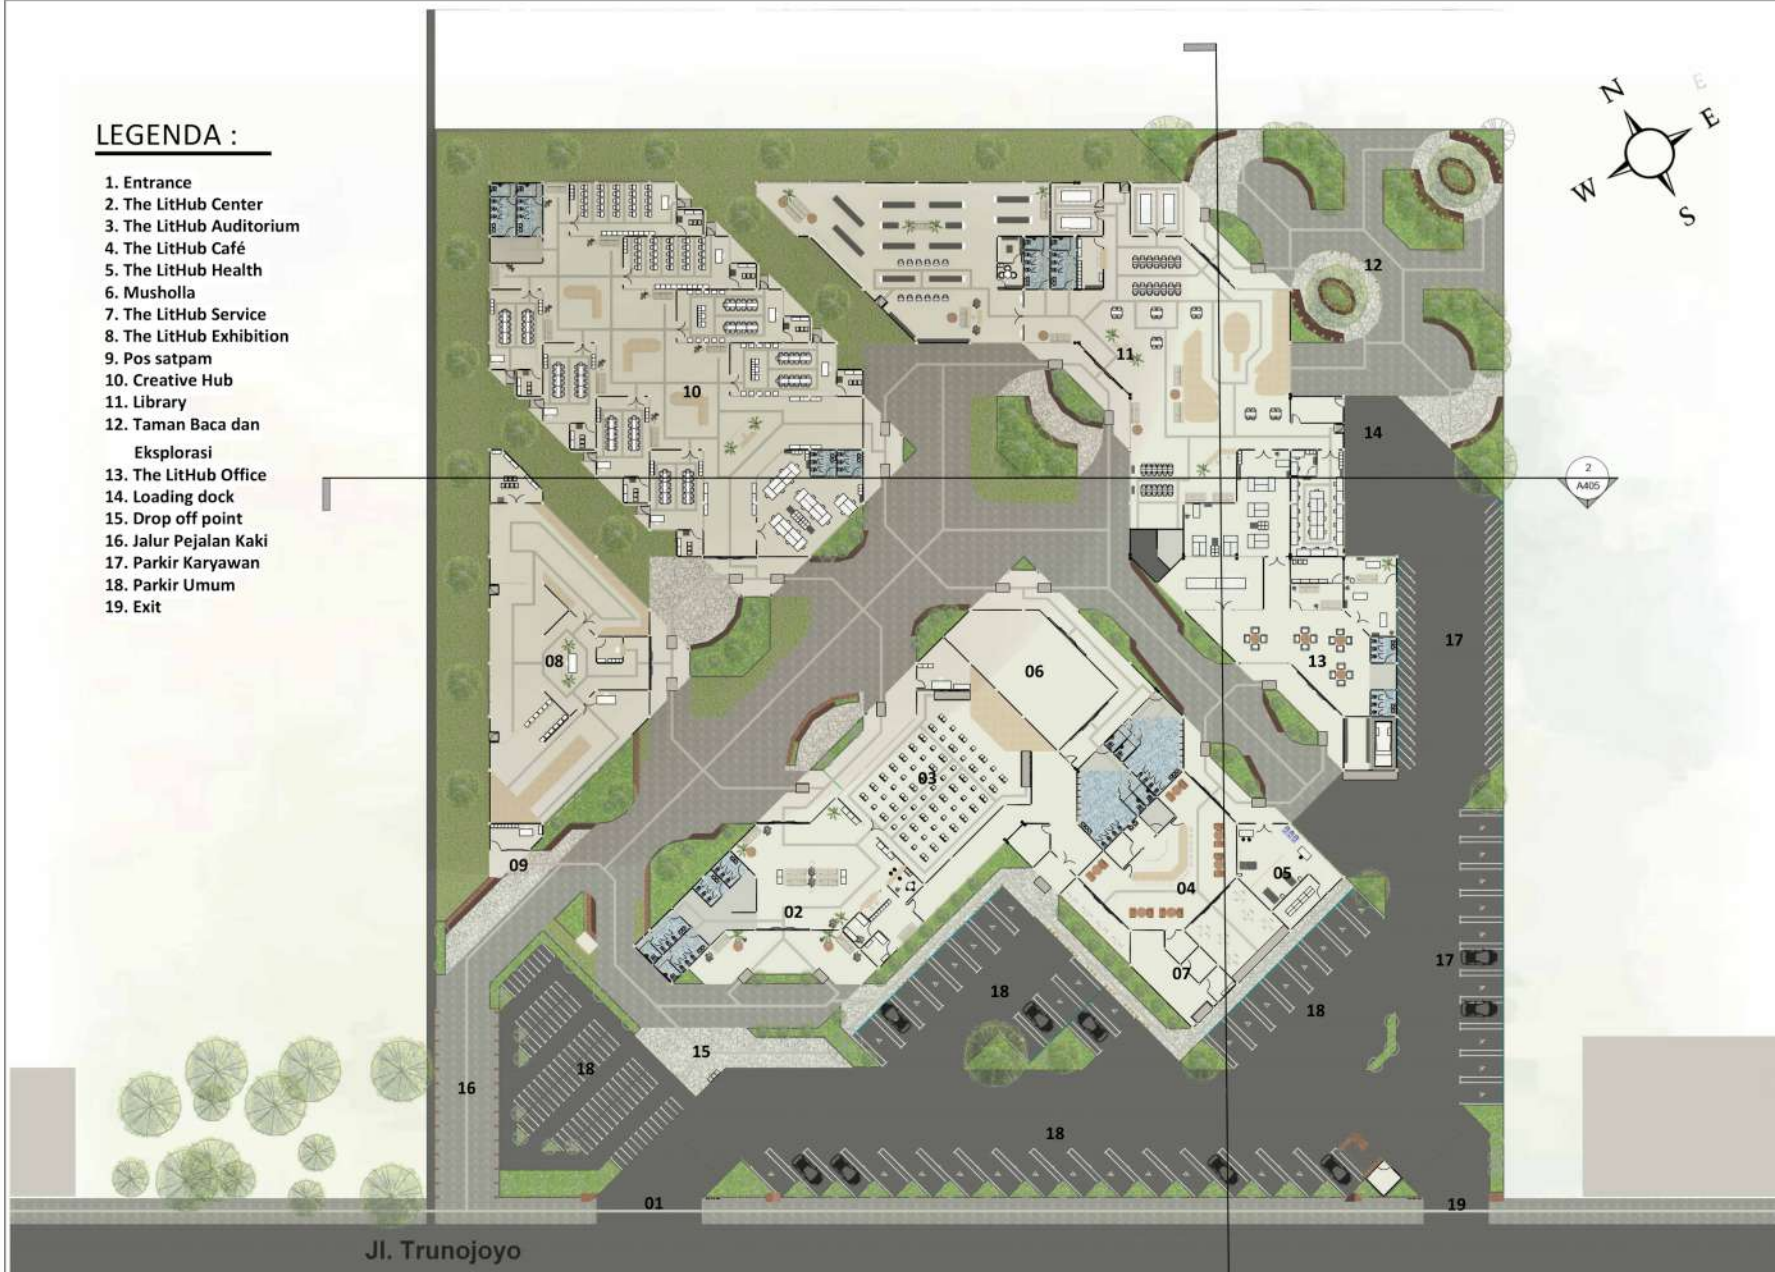 LEGENDA :
1. Entrance
2. The LitHub Center
3. The LitHub Auditorium
4. The LitHub Café
5. The LitHub Health
6. Musholla
7. The LitHub Service
8. The LitHub Exhibition
9. Pos satpam
10. Creative Hub
11. Library
12. Taman Baca dan
Eksplorasi
13. The LitHub Office
14. Loading dock
15. Drop off point
16. Jalur Pejalan Kaki
17. Parkir Karyawan
18. Parkir Umum
19. Exit
E
N
E
W
S
12
11
10
14
2
A405
08
06
17
13
03
09
05
04
02
17
07
18
18
15
18
16
18
01
19
Jl. Trunojoyo